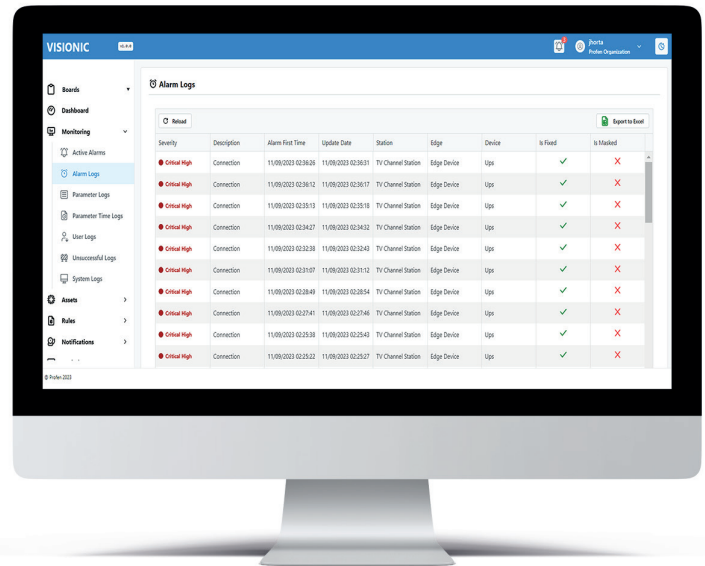 VISIONIC
3
jhorta
Profen Organization
Boards
Dashboard
Monitoring
Active Alarms
Alarm Logs
Parameter Logs
Parameter Time Logs
User Logs
Unsuccessful Logs
System Logs
Assets
Rules
Notifications
Alarm Logs
Reload
Export to Excel
Severity Description Alarm First Time Update Date Station Edge Device Is Fixed Is Masked
Critical High Connection 11/09/2023 02:36:26 11/09/2023 02:36:31 TV Channel Station Edge Device Ups
Critical High Connection 11/09/2023 02:36:12 11/09/2023 02:36:17 TV Channel Station Edge Device Ups
Critical High Connection 11/09/2023 02:35:13 11/09/2023 02:35:18 TV Channel Station Edge Device Ups
Critical High Connection 11/09/2023 02:34:27 11/09/2023 02:34:32 TV Channel Station Edge Device Ups
Critical High Connection 11/09/2023 02:32:38 11/09/2023 02:32:43 TV Channel Station Edge Device Ups
Critical High Connection 11/09/2023 02:31:07 11/09/2023 02:31:12 TV Channel Station Edge Device Ups
Critical High Connection 11/09/2023 02:28:49 11/09/2023 02:28:54 TV Channel Station Edge Device Ups
Critical High Connection 11/09/2023 02:27:41 11/09/2023 02:27:46 TV Channel Station Edge Device Ups
Critical High Connection 11/09/2023 02:25:38 11/09/2023 02:25:43 TV Channel Station Edge Device Ups
Critical High Connection 11/09/2023 02:25:22 11/09/2023 02:25:27 TV Channel Station Edge Device Ups
© Profen 2023